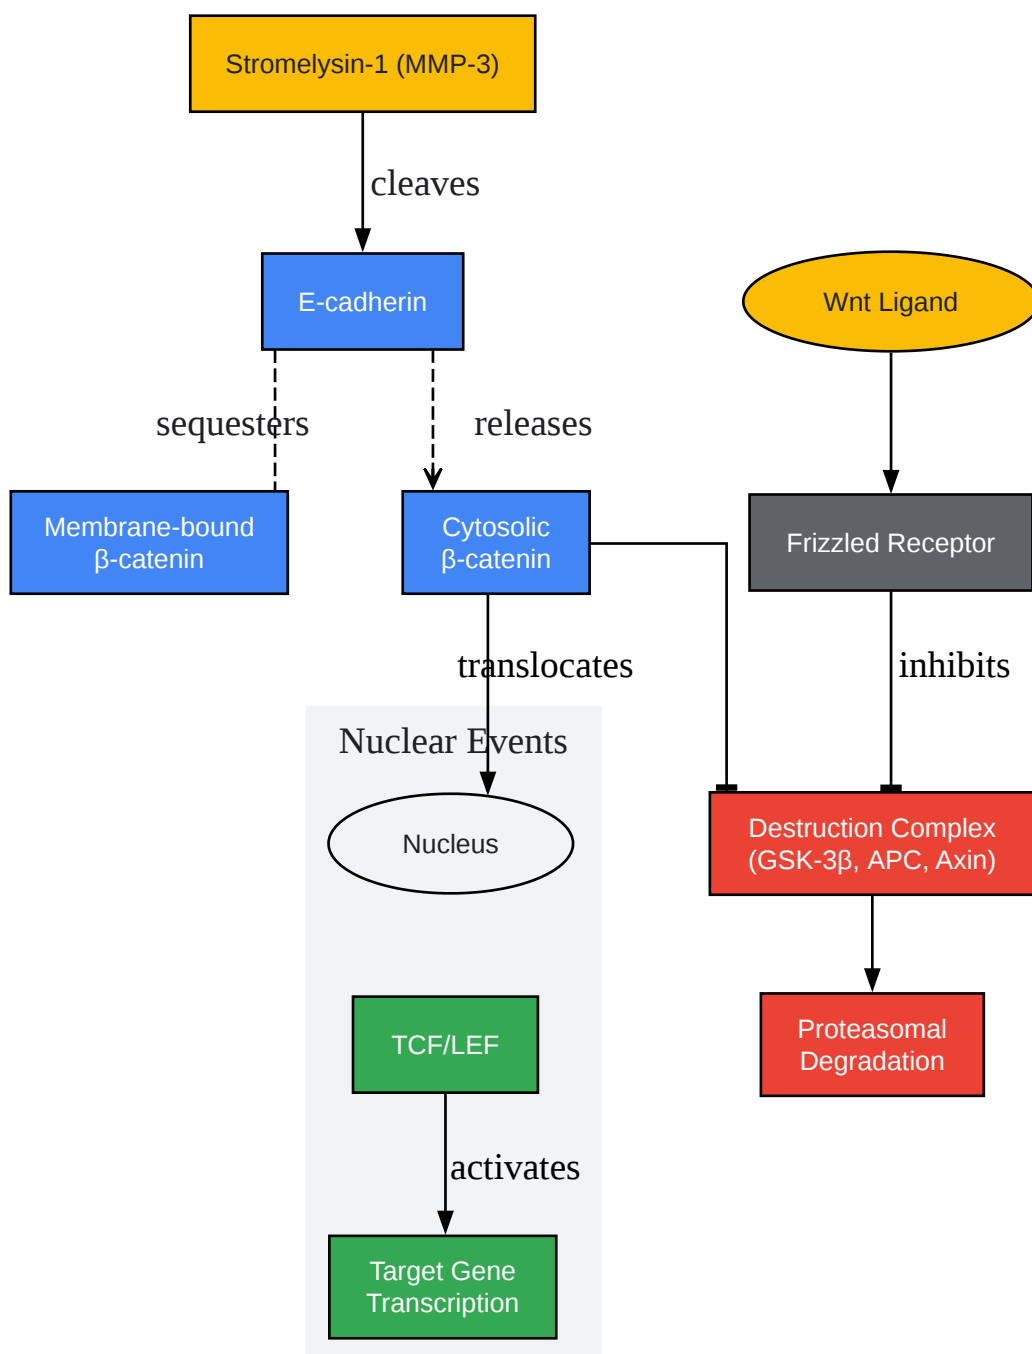 Stromelysin-1 (MMP-3)
cleaves
E-cadherin
Wnt Ligand
sequesters
releases
Membrane-bound
β-catenin
Cytosolic
β-catenin
Frizzled Receptor
translocates
inhibits
Nuclear Events
Nucleus
Destruction Complex
(GSK-3β, APC, Axin)
TCF/LEF
Proteasomal
Degradation
activates
Target Gene
Transcription